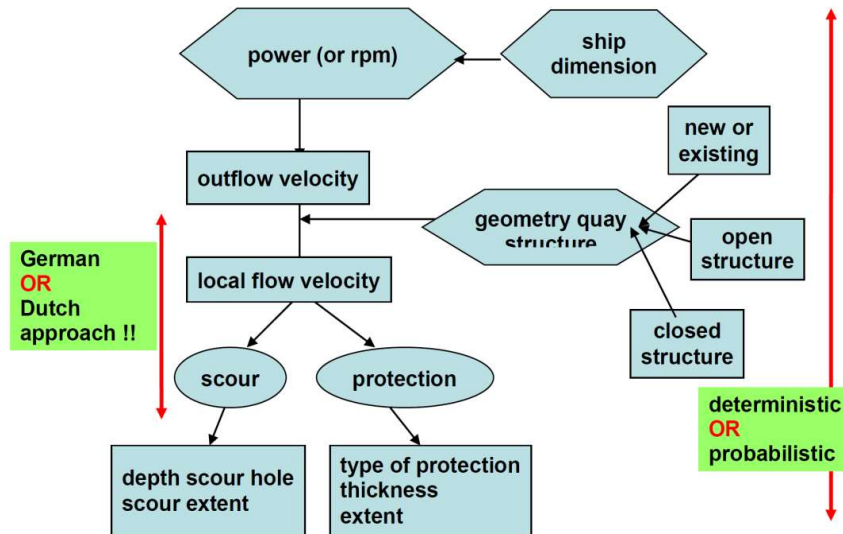 power (or rpm)
ship
dimension
new or
existing
outflow velocity
geometry quay
structure
open
structure
German
OR
Dutch
approach !!
local flow velocity
closed
structure
scour
protection
deterministic
OR
probabilistic
depth scour hole
scour extent
type of protection
thickness
extent